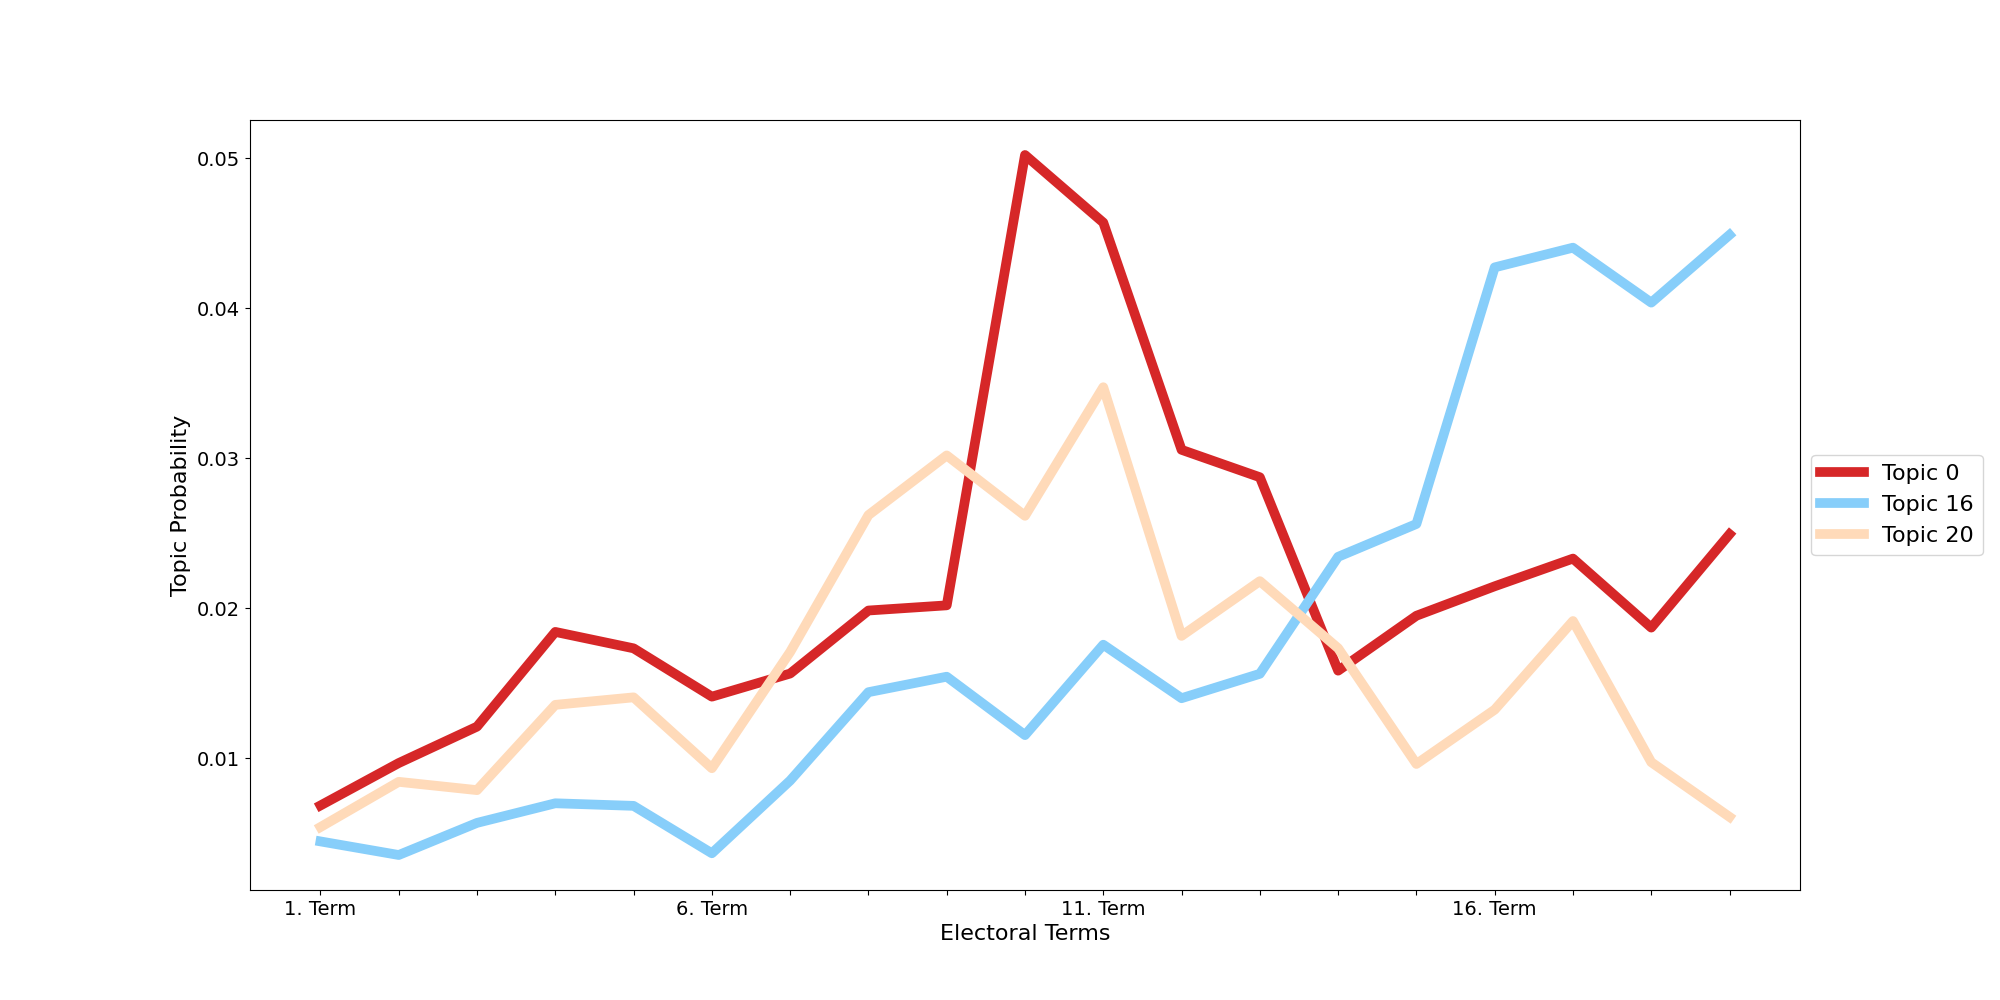 0.05
0.04
0.03
0.02
0.01
Topic Probability
1. Term
6. Term
11. Term
16. Term
Electoral Terms
Topic 0
Topic 16
Topic 20